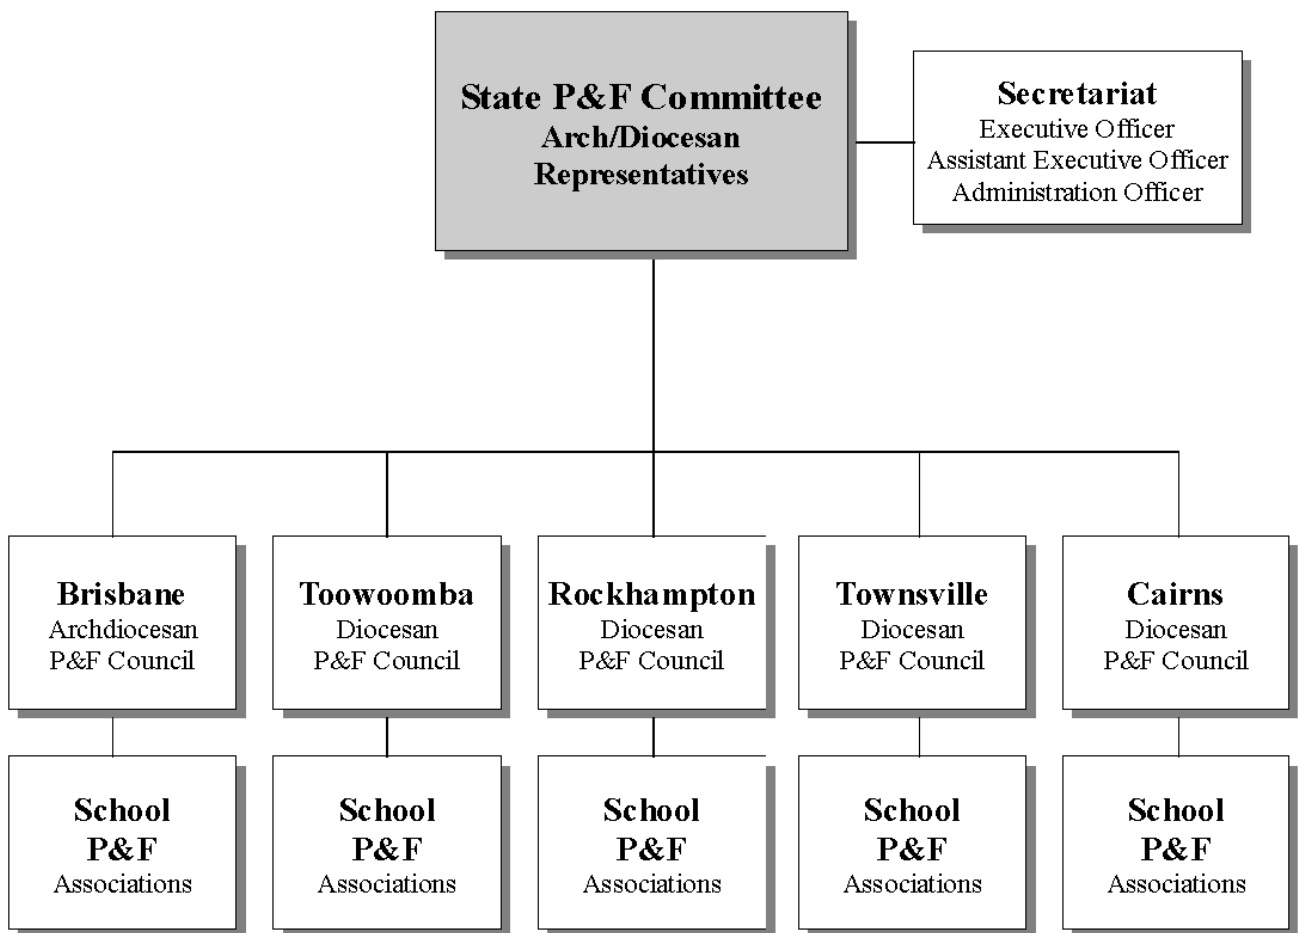 State P&F Committee
Arch/Diocesan
Representatives
Secretariat
Executive Officer
Assistant Executive Officer
Administration Officer
Brisbane
Archdiocesan
P&F Council
Toowoomba
Diocesan
P&F Council
Rockhampton
Diocesan
P&F Council
Townsville
Diocesan
P&F Council
Cairns
Diocesan
P&F Council
School
P&F
Associations
School
P&F
Associations
School
P&F
Associations
School
P&F
Associations
School
P&F
Associations